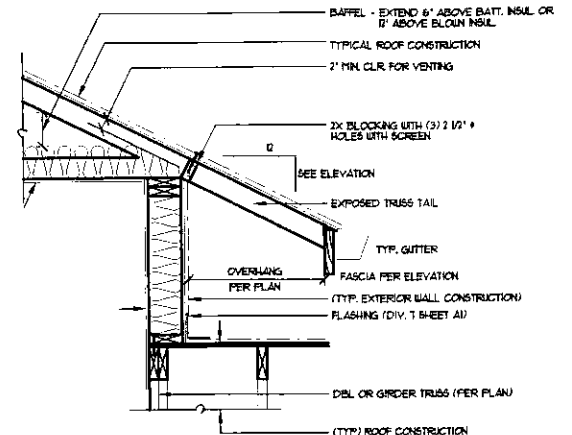 BAFFEL - EXTEND 6" ABOVE BATT. INSUL OR
12" ABOVE BLOWN INSUL
TYPICAL ROOF CONSTRUCTION
2" MIN. CLR. FOR VENTING
2X BLOCKING WITH (3) 2 1/2" ϕ
HOLES WITH SCREEN
12
SEE ELEVATION
EXPOSED TRUSS TAIL
TYP. GUTTER
OVERHANG
PER PLAN
FASCIA PER ELEVATION
(TYP. EXTERIOR WALL CONSTRUCTION)
FLASHING (DIV. 7 SHEET A1)
DBL OR GIRDER TRUSS (PER PLAN)
(TYP.) ROOF CONSTRUCTION